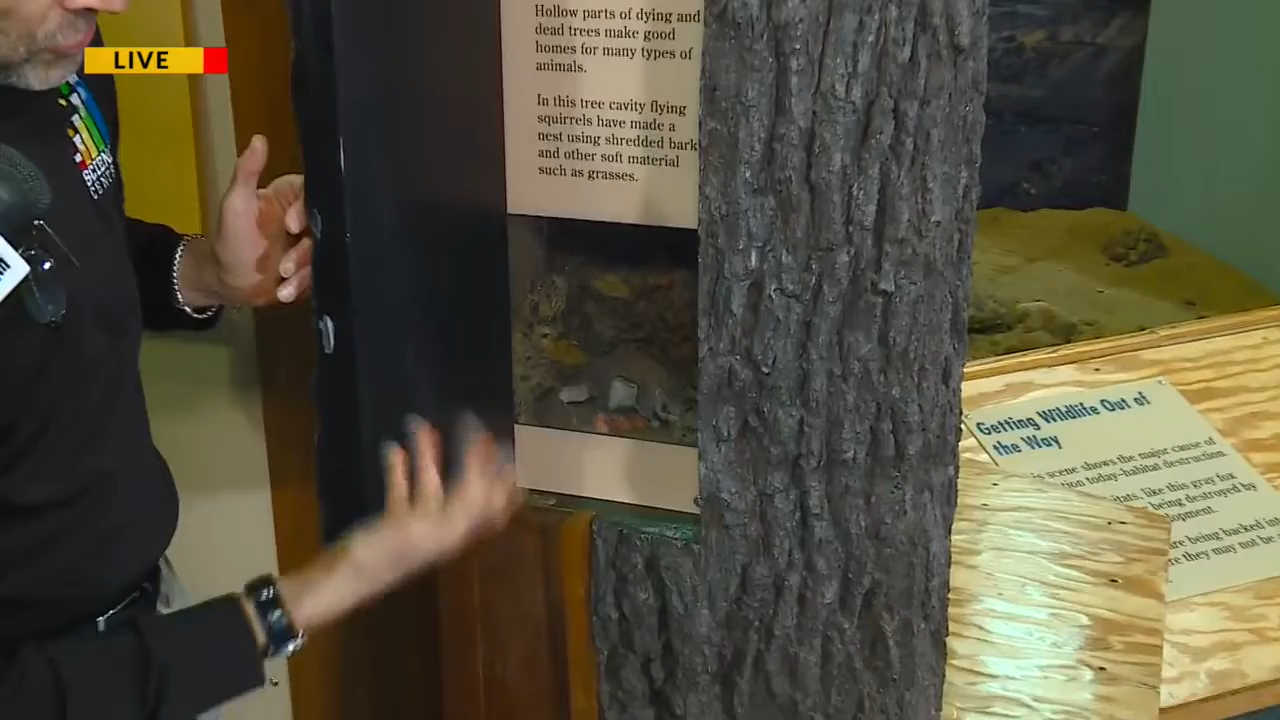 LIVE
Hollow parts of dying and
dead trees make good
homes for many types of
animals.
In this tree cavity flying
squirrels have made a
nest using shredded bark
and other soft material
such as grasses.
Getting Wildlife Out of
the Way
scene shows the major cause of
today–habitat destruction.
like this gray fox
being destroyed by
being backed
they may not be